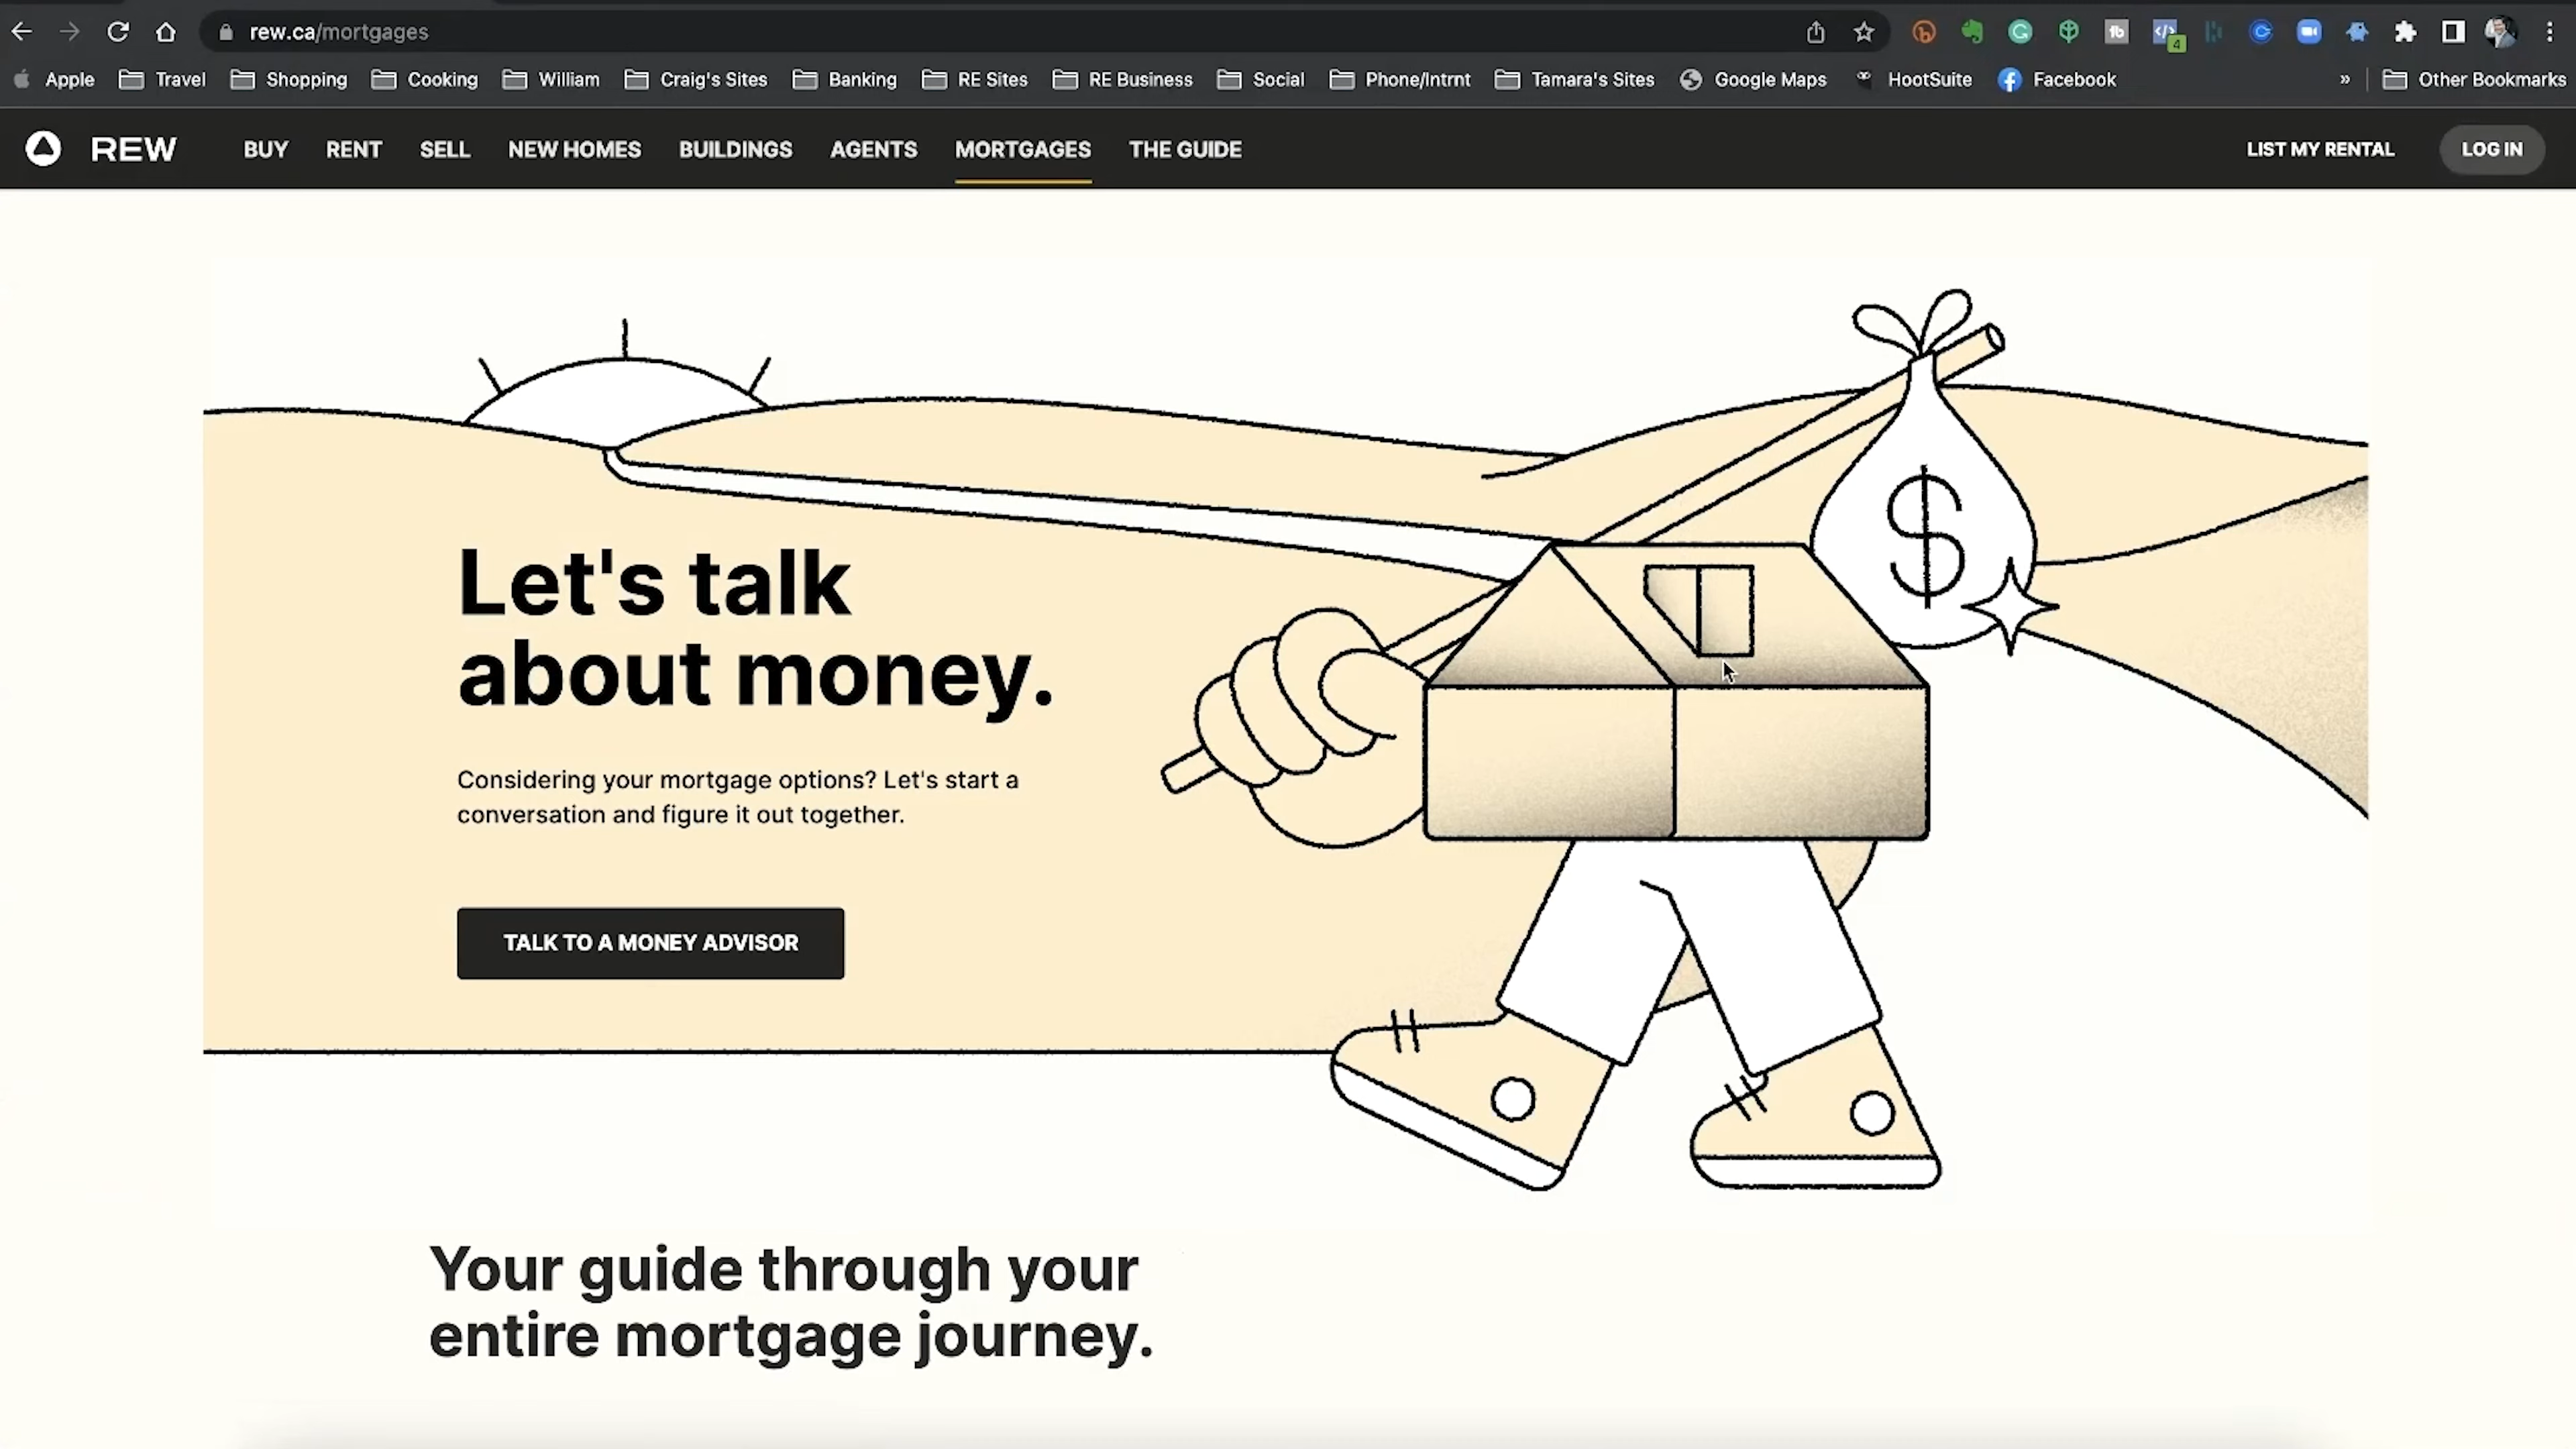 rew.ca/mortgages
4
Apple Travel Shopping Cooking William Craig's Sites Banking RE Sites RE Business Social Phone/Intrnt Tamara's Sites Google Maps HootSuite Facebook » Other Bookmarks
REW BUY RENT SELL NEW HOMES BUILDINGS AGENTS MORTGAGES THE GUIDE LIST MY RENTAL LOG IN
$
Let's talk
about money.
Considering your mortgage options? Let's start a
conversation and figure it out together.
TALK TO A MONEY ADVISOR
Your guide through your
entire mortgage journey.